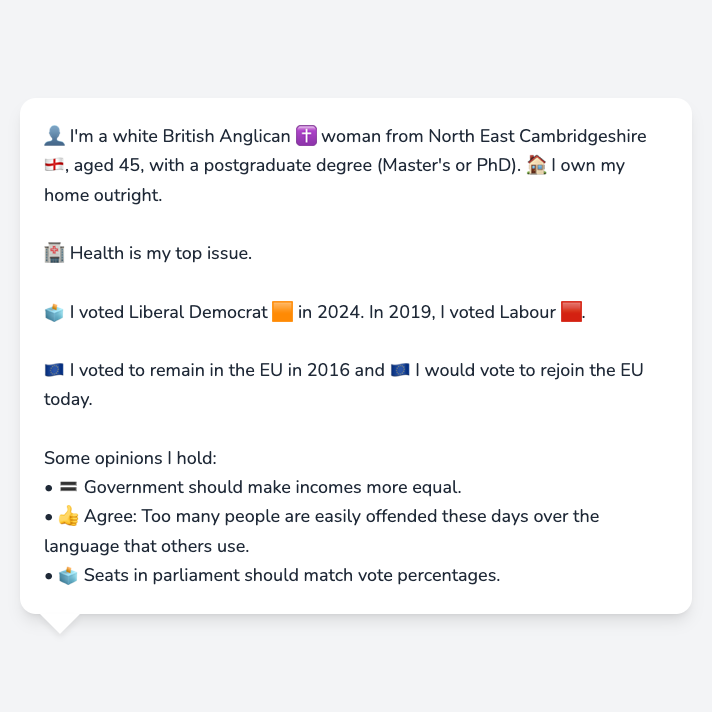 👤 I'm a white British Anglican ✝️ woman from North East Cambridgeshire
🏴󠁧󠁢󠁥󠁮󠁧󠁿, aged 45, with a postgraduate degree (Master's or PhD). 🏠 I own my
home outright.
🏥 Health is my top issue.
🗳️ I voted Liberal Democrat 🟧 in 2024. In 2019, I voted Labour 🟥.
🇪🇺 I voted to remain in the EU in 2016 and 🇪🇺 I would vote to rejoin the EU
today.
Some opinions I hold:
• 🟰 Government should make incomes more equal.
• 👍 Agree: Too many people are easily offended these days over the
language that others use.
• 🗳️ Seats in parliament should match vote percentages.